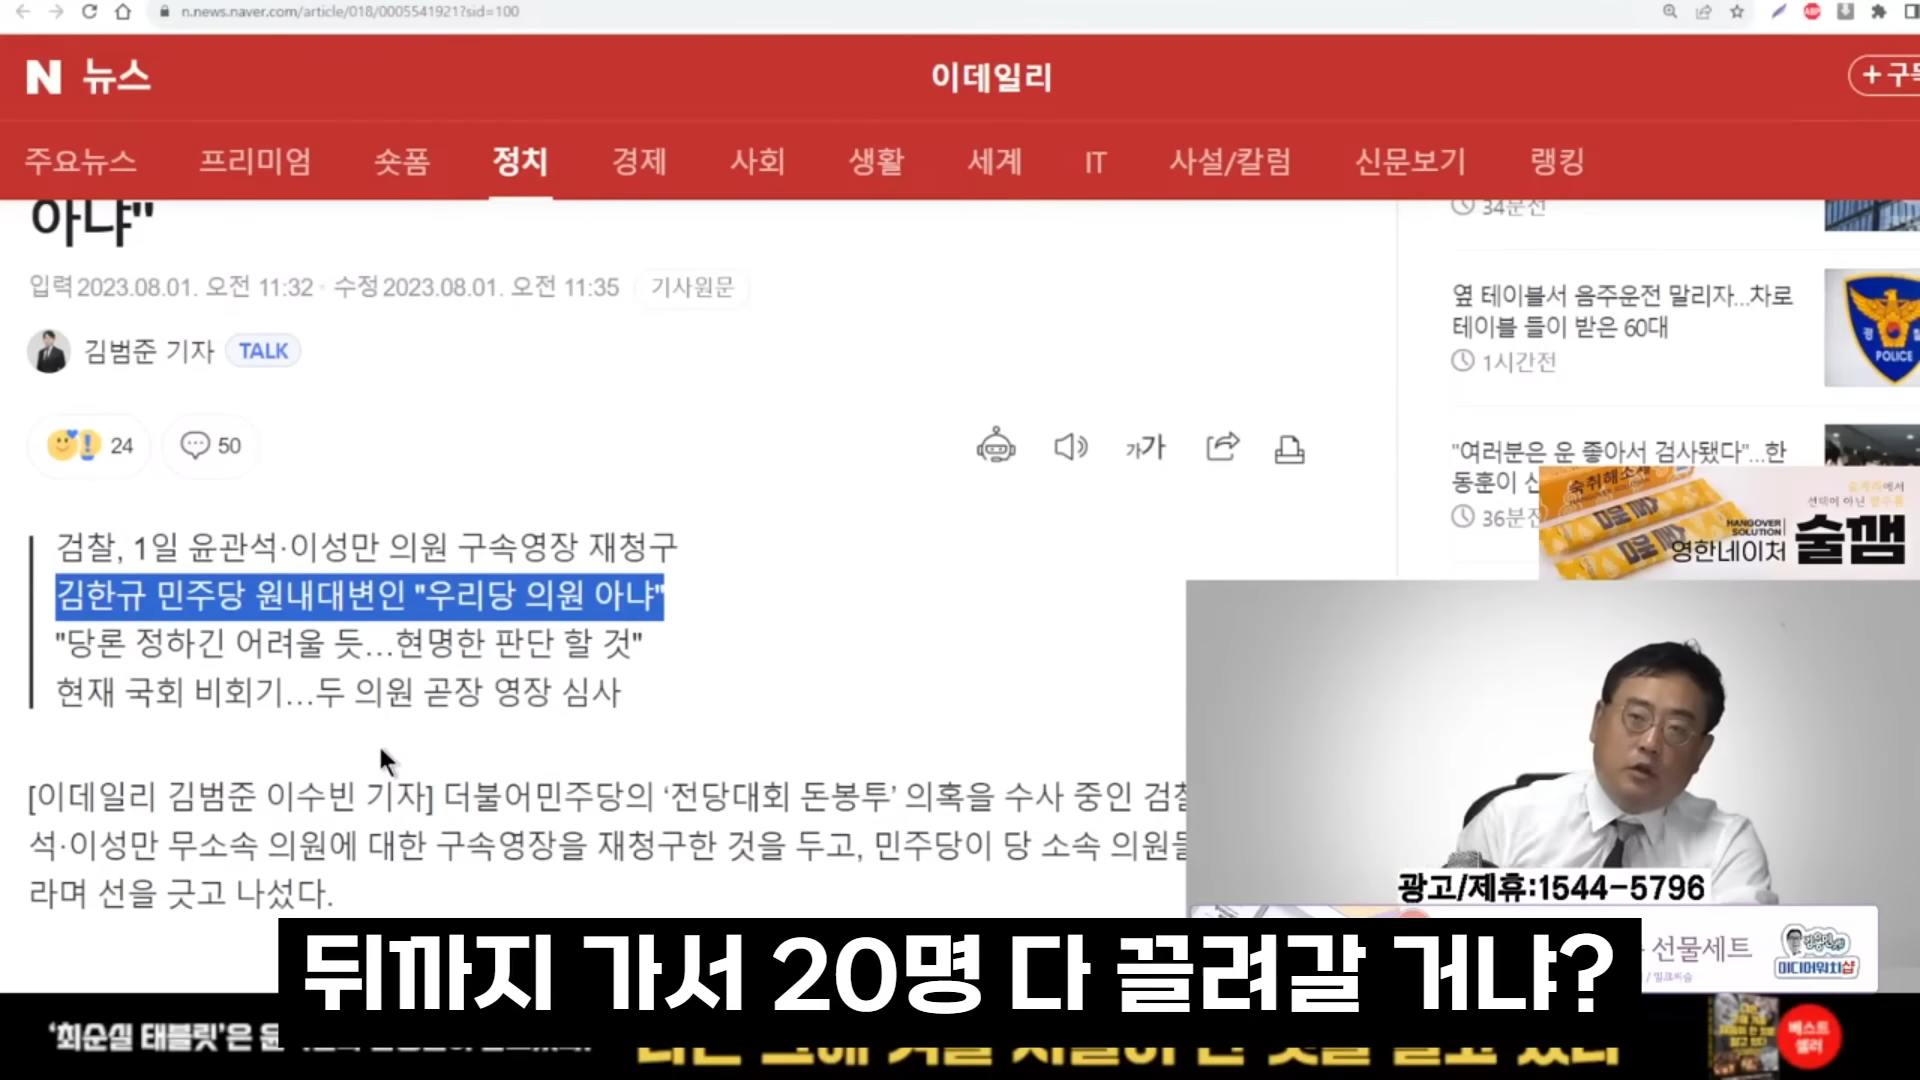 n.news.naver.com/article/018/0005541921?sid=100
N 뉴스
이데일리
주요뉴스 프리미엄 숏폼 정치 경제 사회 생활 세계 IT 사설/칼럼 신문보기 랭킹
아냐"
입력 2023.08.01. 오전 11:32 · 수정 2023.08.01. 오전 11:35 기사원문
김범준 기자 TALK
24 50
가가
검찰, 1일 윤관석·이성만 의원 구속영장 재청구
김한규 민주당 원내대변인 "우리당 의원 아냐"
"당론 정하긴 어려울 듯…현명한 판단 할 것"
현재 국회 비회기…두 의원 곧장 영장 심사
[이데일리 김범준 이수빈 기자] 더불어민주당의 ‘전당대회 돈봉투’ 의혹을 수사 중인
석·이성만 무소속 의원에 대한 구속영장을 재청구한 것을 두고, 민주당이 당 소속
라며 선을 긋고 나섰다.
34분전
옆 테이블서 음주운전 말리자...차로
테이블 들이 받은 60대
1시간전
POLICE
"여러분은 운 좋아서 검사됐다"...한
동훈이
HANGOVER
SOLUTION
영한네이처 술깸
광고/제휴:1544-5796
선물세트
미디어워치샵
뒤까지 가서 20명 다 끌려갈 거냐?
‘최순실 태블릿’은
베스트
셀러